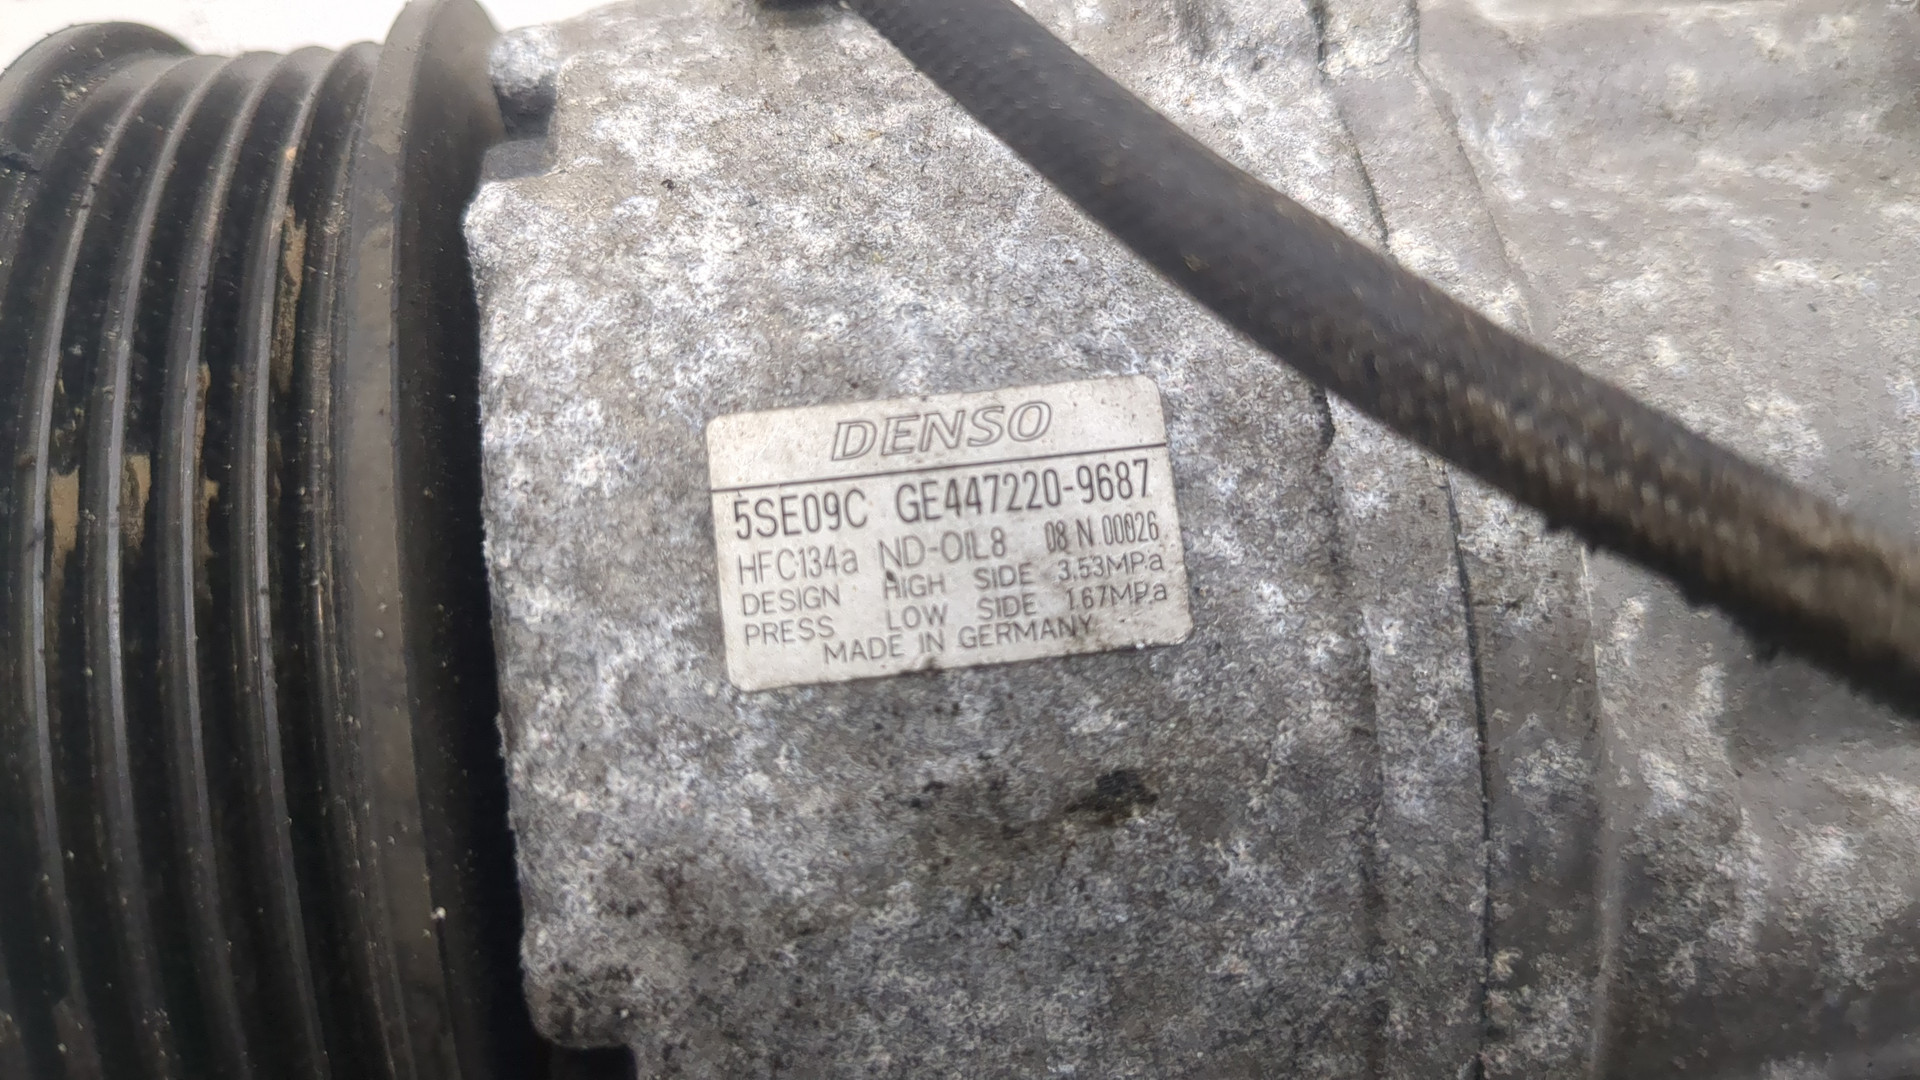 DENSO
5SE09C GE447220-9687
HFC134a ND-OIL8 08 N 00026
DESIGN HIGH SIDE 3.53MPa
PRESS LOW SIDE 1.67MPa
MADE IN GERMANY